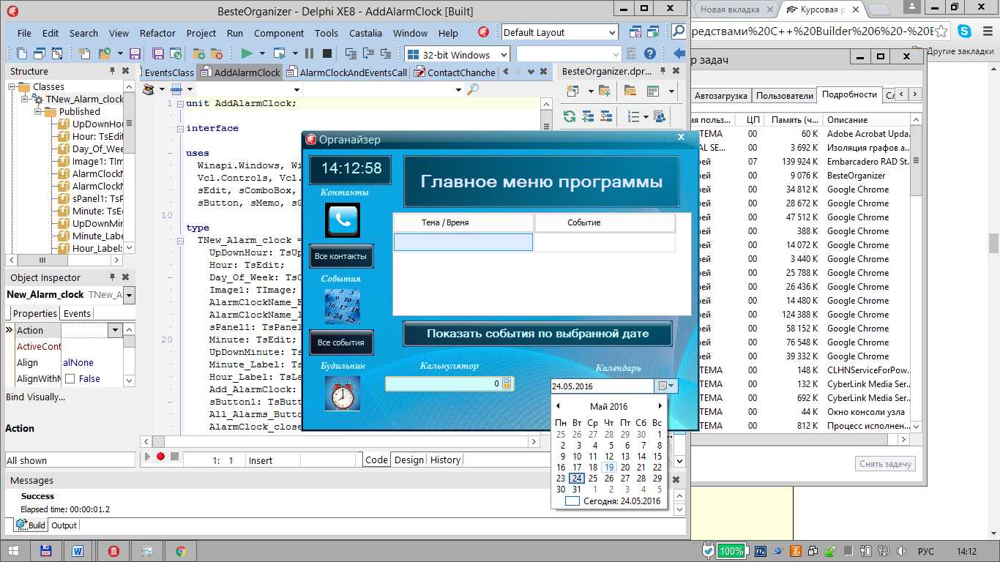 BesteOrganizer - Delphi XE8 - AddAlarmClock [Built]
File Edit Search View Refactor Project Run Component Tools Castalia Window Help
Default Layout
32-bit Windows
Structure
Classes
TNew_Alarm_clock
Published
UpDownHou
Hour: TsEdit
Day_Of_Wee
Image1: TIma
AlarmClockN
AlarmClockN
sPanel1: TsPa
Minute: TsEd
UpDownMin
Minute_Labe
Hour_Label:
EventsClass AddAlarmClock AlarmClockAndEventsCall ContactChanche
BesteOrganizer.dpr...
1 unit AddAlarmClock;
interface
uses
Winapi.Windows, Wi
Vcl.Controls, Vcl.
sEdit, sComboBox,
sButton, sMemo, sG
10
type
TNew_Alarm_clock =
UpDownHour: TsUp
Hour: TsEdit;
Day_Of_Week: TsC
Image1: TImage;
AlarmClockName_E
AlarmClockName_
sPanel1: TsPanel
20 Minute: TsEdit;
UpDownMinute: Ts
Minute_Label: Ts
Hour_Label: TsLa
Add_Alarm_Clock:
sButton1: TsButt
All_Alarms_Butto
AlarmClock_close
1: 1 Insert
Code Design History
Object Inspector
New_Alarm_clock TNew_A
Properties Events
Action
ActiveCont
Align alNone
AlignWithM False
Bind Visually...
Action
All shown
Messages
Success
Elapsed time: 00:00:01.2
Build Output
Органайзер
14:12:58
Главное меню программы
Контакты
Все контакты
События
Все события
Будильник
Тема / Время Событие
Показать события по выбранной дате
Калькулятор
0
Календарь
24.05.2016
Май 2016
Пн Вт Ср Чт Пт Сб Вс
25 26 27 28 29 30 1
2 3 4 5 6 7 8
9 10 11 12 13 14 15
16 17 18 19 20 21 22
23 24 25 26 27 28 29
30 31 1 2 3 4 5
Сегодня: 24.05.2016
Новая вкладка
Курсовая р
редствами%20C++%20Builder%206%20-%20В
Другие закладки
р задач
Автозагрузка Пользователи Подробности Сл
мя польз... ЦП Память (ч... Описание
ТЕМА 00 60 K Adobe Acrobat Upda...
AL SE... 00 3 692 K Изоляция графов а...
рей 07 139 924 K Embarcadero RAD St...
рей 00 9 076 K BesteOrganizer
рей 00 34 812 K Google Chrome
рей 00 28 672 K Google Chrome
рей 00 47 512 K Google Chrome
рей 00 388 K Google Chrome
рей 00 14 072 K Google Chrome
рей 00 3 440 K Google Chrome
рей 00 25 788 K Google Chrome
рей 00 26 436 K Google Chrome
рей 00 14 480 K Google Chrome
рей 00 124 388 K Google Chrome
рей 00 58 152 K Google Chrome
рей 00 76 548 K Google Chrome
рей 00 39 332 K Google Chrome
ТЕМА 00 148 K CLHNServiceForPow...
ТЕМА 00 132 K CyberLink Media Ser...
ТЕМА 00 692 K CyberLink Media Ser...
ТЕМА 00 44 K Окно консоли узла
ТЕМА 00 812 K Процесс исполнен...
Снять задачу
100%
РУС
14:12